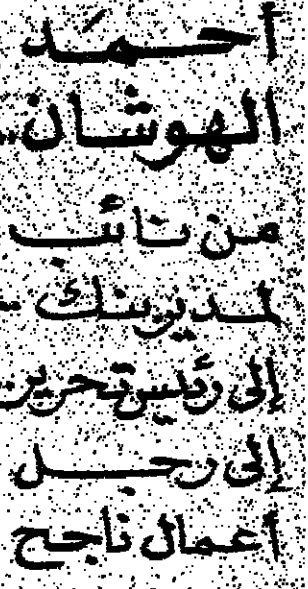 أحمد
الهوشان..
من نائب
لمدير بنك ..
إلى رئيس تحرير..
إلى رجل
أعمال ناجح